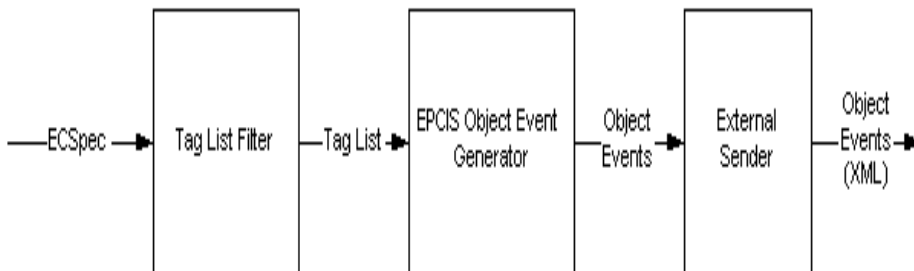 ECSpec
Tag List Filter
Tag List
EPCIS Object Event
Generator
Object
Events
External
Sender
Object
Events
(XML)